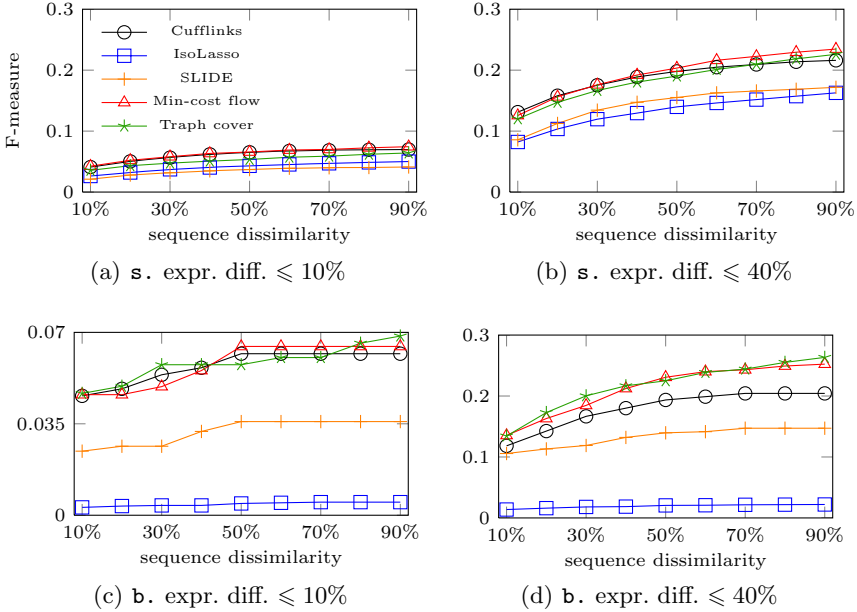 0.3
0.2
0.1
0
F-measure
Cufflinks
IsoLasso
SLIDE
Min-cost flow
Traph cover
10% 30% 50% 70% 90%
sequence dissimilarity
(a) s. expr. diff. ⩽ 10%
0.3
0.2
0.1
0
10% 30% 50% 70% 90%
sequence dissimilarity
(b) s. expr. diff. ⩽ 40%
0.07
0.035
0
10% 30% 50% 70% 90%
sequence dissimilarity
(c) b. expr. diff. ⩽ 10%
0.3
0.2
0.1
0
10% 30% 50% 70% 90%
sequence dissimilarity
(d) b. expr. diff. ⩽ 40%